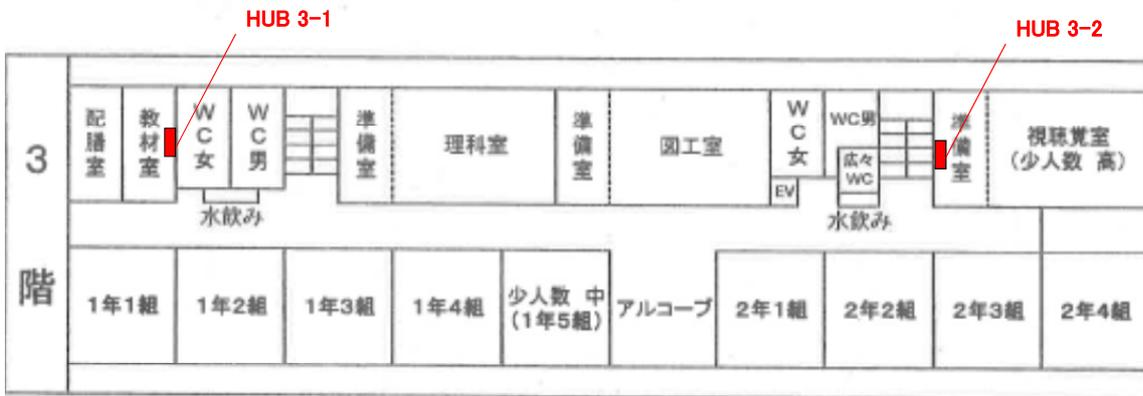 HUB 3-1
HUB 3-2
3階
配膳室
教材室
WC女
WC男
準備室
理科室
準備室
図工室
WC女
WC男
広々
WC
EV
準備室
視聴覚室
(少人数 高)
水飲み
水飲み
1年1組
1年2組
1年3組
1年4組
少人数 中
(1年5組)
アルコーブ
2年1組
2年2組
2年3組
2年4組